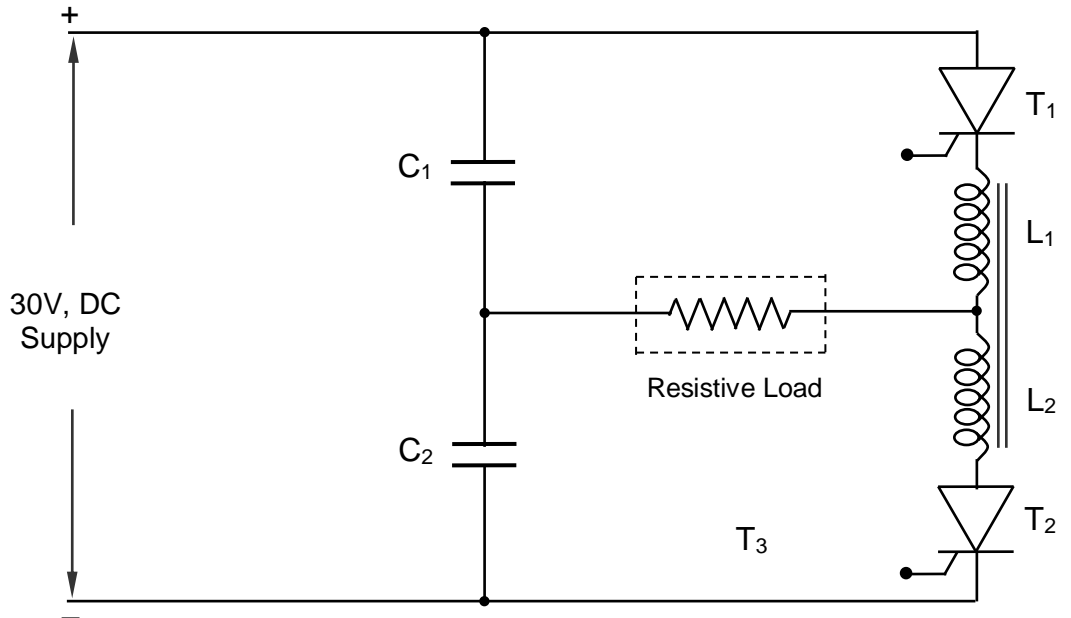 +
T₁
C₁
L₁
30V, DC
Supply
Resistive Load
L₂
C₂
T₂
T₃
–